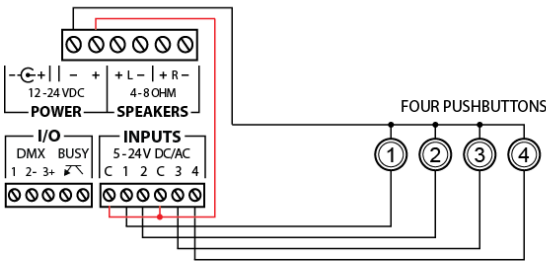 - + - + + L - + R -
12-24 VDC 4-8 OHM
POWER SPEAKERS
FOUR PUSHBUTTONS
I/O INPUTS
DMX BUSY 5-24V DC/AC
1 2- 3+ C 1 2 C 3 4
1 2 3 4